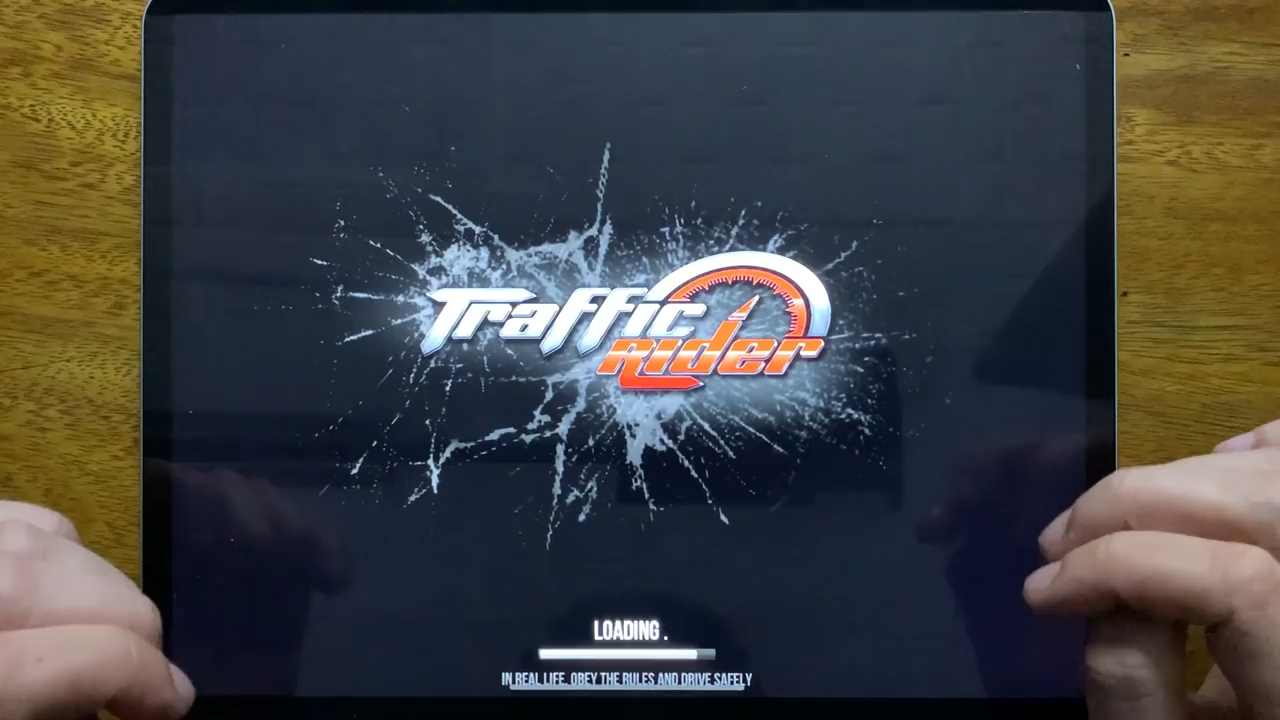 Traffic
Rider
LOADING .
IN REAL LIFE, OBEY THE RULES AND DRIVE SAFELY